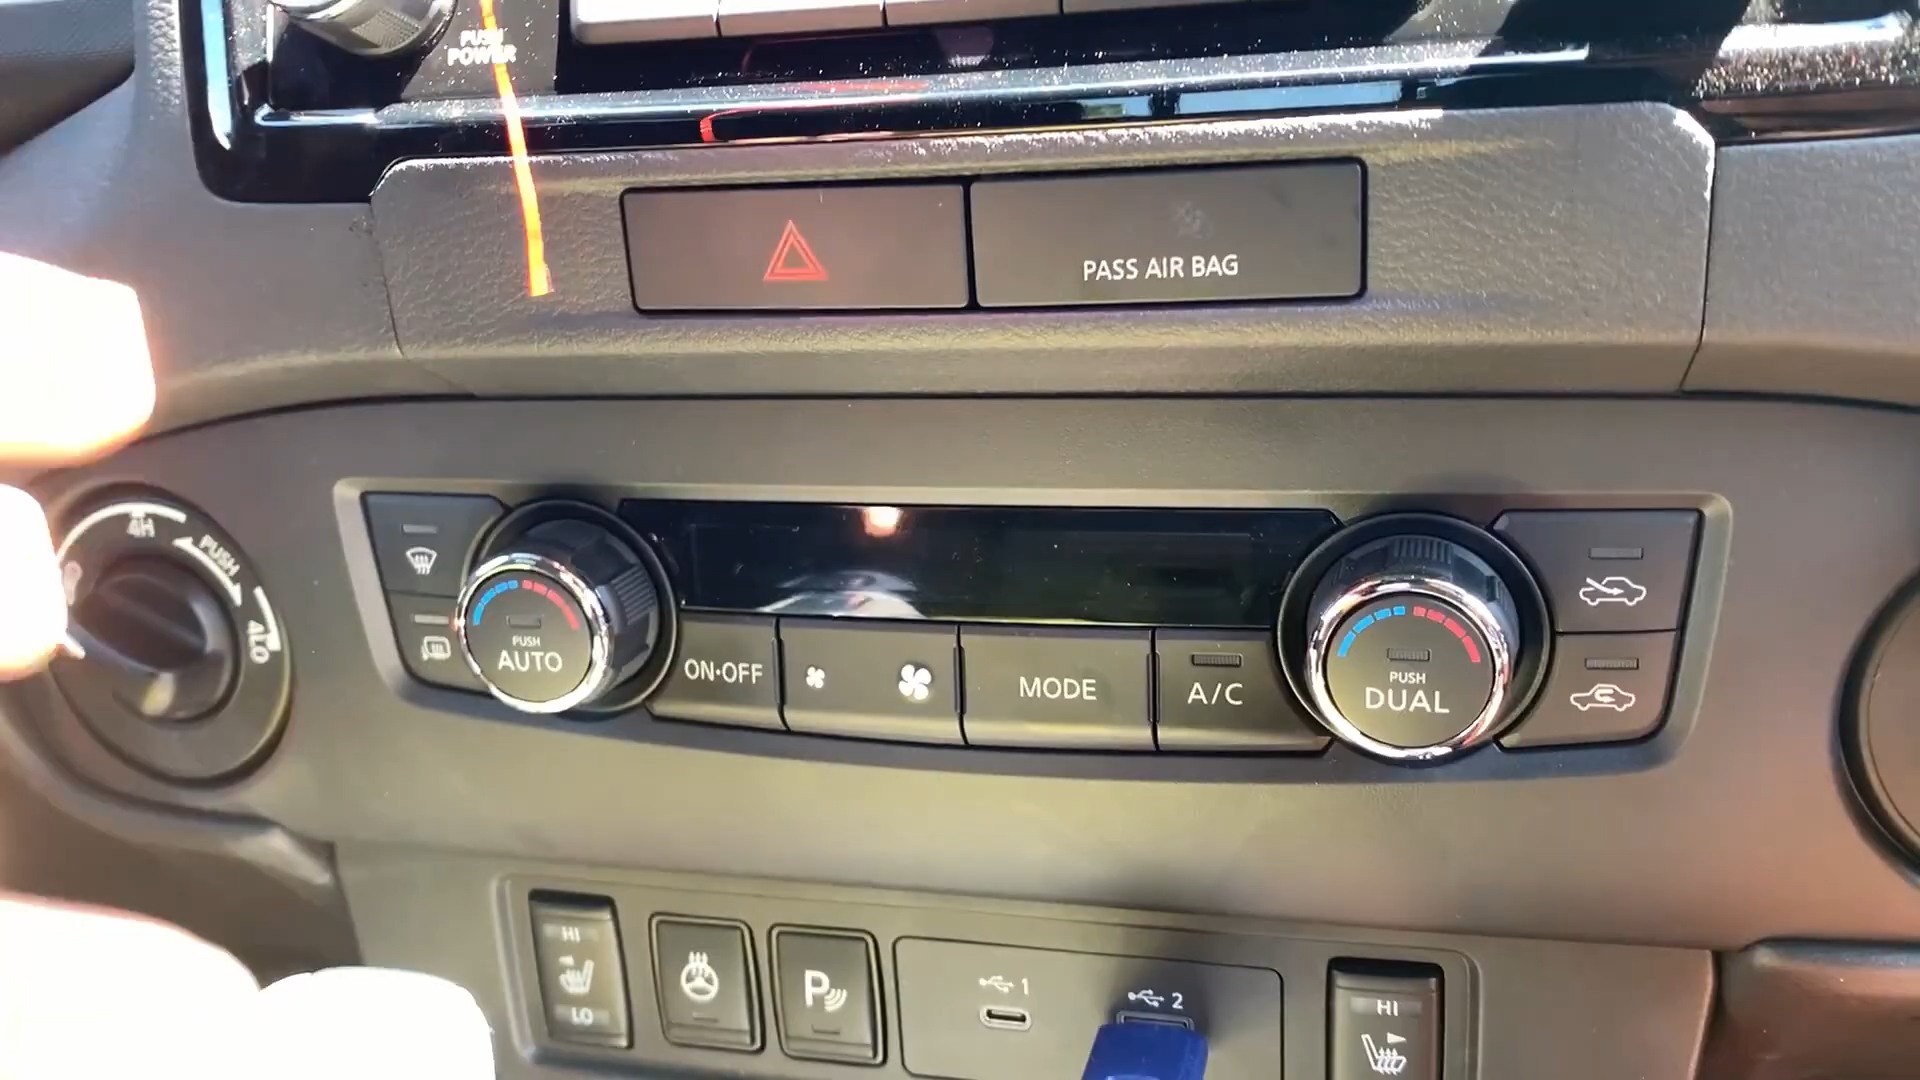 PUSH
POWER
PASS AIR BAG
4H
PUSH
4LO
PUSH
AUTO
ON•OFF
MODE
A/C
PUSH
DUAL
HI
LO
P
1
2
HI